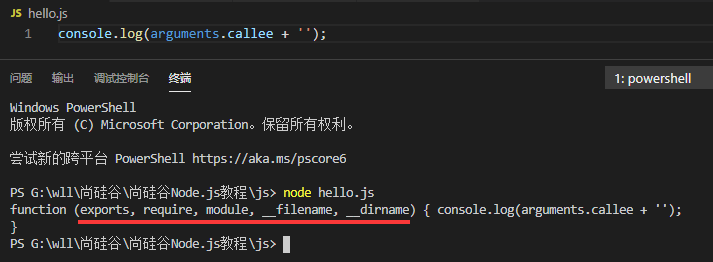 JS hello.js
1 console.log(arguments.callee + '');
问题 输出 调试控制台 终端 1: powershell
Windows PowerShell
版权所有 (C) Microsoft Corporation。保留所有权利。
尝试新的跨平台 PowerShell https://aka.ms/pscore6
PS G:\wll\尚硅谷\尚硅谷Node.js教程\js> node hello.js
function (exports, require, module, __filename, __dirname) { console.log(arguments.callee + '');
}
PS G:\wll\尚硅谷\尚硅谷Node.js教程\js>